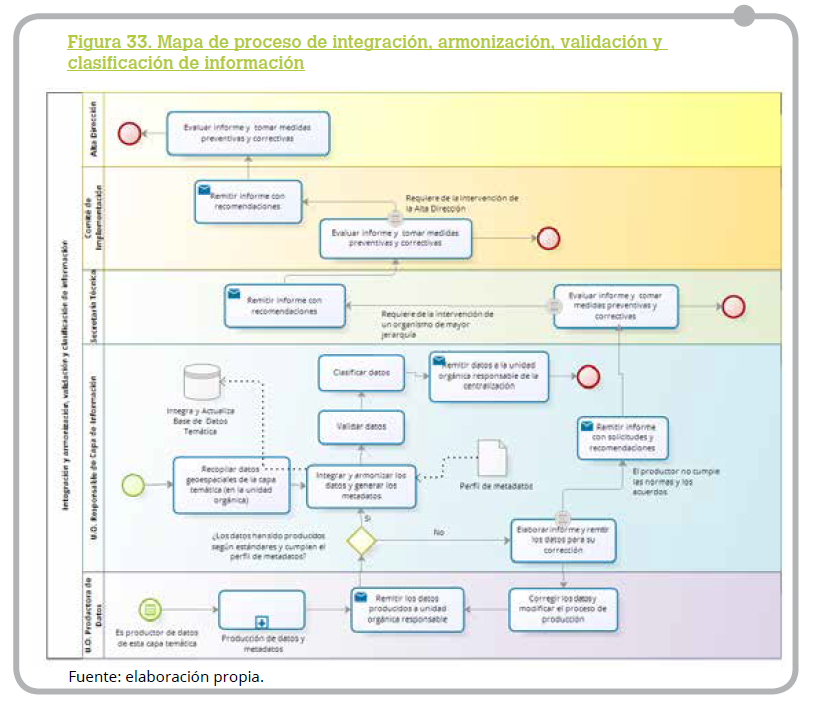 Figura 33. Mapa de proceso de integración, armonización, validación y
clasificación de información
Integración y armonización, validación y clasificación de información
Alta Dirección
Evaluar informe y tomar medidas
preventivas y correctivas
Comité de
Implementación
Remitir informe con
recomendaciones
Requiere de la intervención de
la Alta Dirección
Evaluar informe y tomar medidas
preventivas y correctivas
Secretaría Técnica
Remitir informe con
recomendaciones
Requiere de la intervención de
un organismo de mayor
jerarquía
Evaluar informe y tomar
medidas preventivas y
correctivas
U.O. Responsable de Capa de Información
Integra y Actualiza
Base de Datos
Temática
Clasificar datos
Remitir datos a la unidad
orgánica responsable de la
centralización
Validar datos
Remitir informe
con solicitudes y
recomendaciones
Recopilar datos
geoespaciales de la capa
temática (en la unidad
orgánica)
Integrar y armonizar los
datos y generar los
metadatos
Perfil de metadatos
El productor no cumple
las normas y los
acuerdos
Si
¿Los datos han sido producidos
según estándares y cumplen el
perfil de metadatos?
No
Elaborar informe y remitir
los datos para su
corrección
U.O. Productora de
Datos
Es productor de datos
de esta capa temática
Producción de datos y
metadatos
Remitir los datos
producidos a unidad
orgánica responsable
Corregir los datos y
modificar el proceso de
producción
Fuente: elaboración propia.